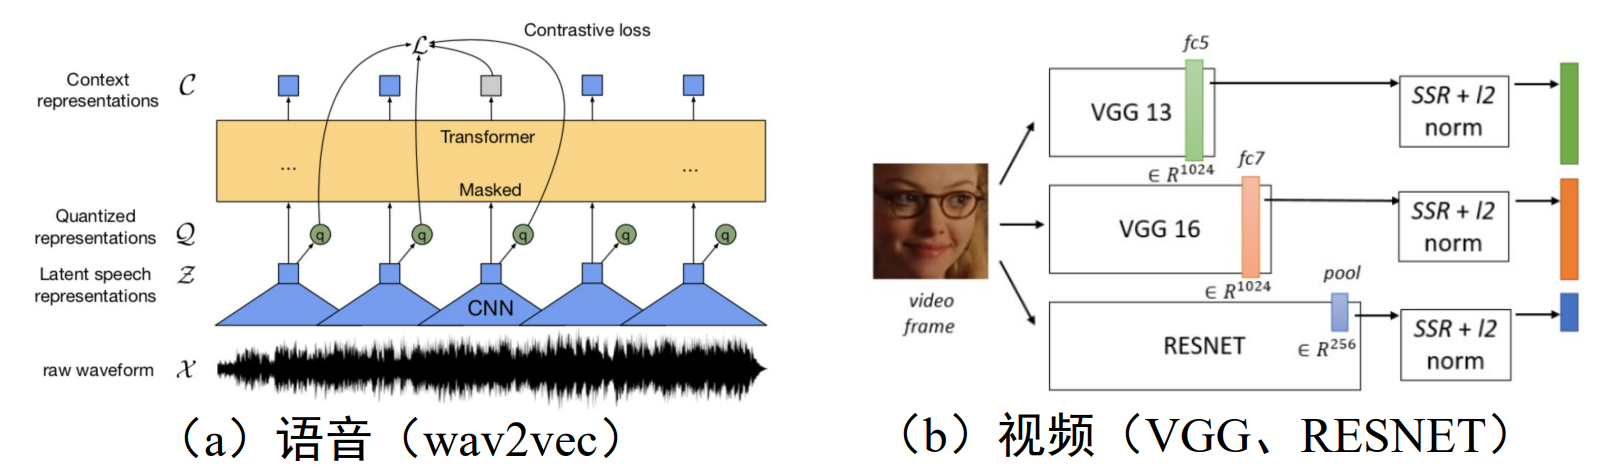 Contrastive loss
ℒ
Context
representations
𝒞
Transformer
...
...
Masked
Quantized
representations
𝒬
q
q
q
q
q
Latent speech
representations
𝒵
CNN
raw waveform
𝒳
（a）语音（wav2vec）
fc5
VGG 13
∈ R¹⁰²⁴
SSR + l2
norm
fc7
VGG 16
∈ R¹⁰²⁴
SSR + l2
norm
video
frame
pool
RESNET
∈ R²⁵⁶
SSR + l2
norm
（b）视频（VGG、RESNET）